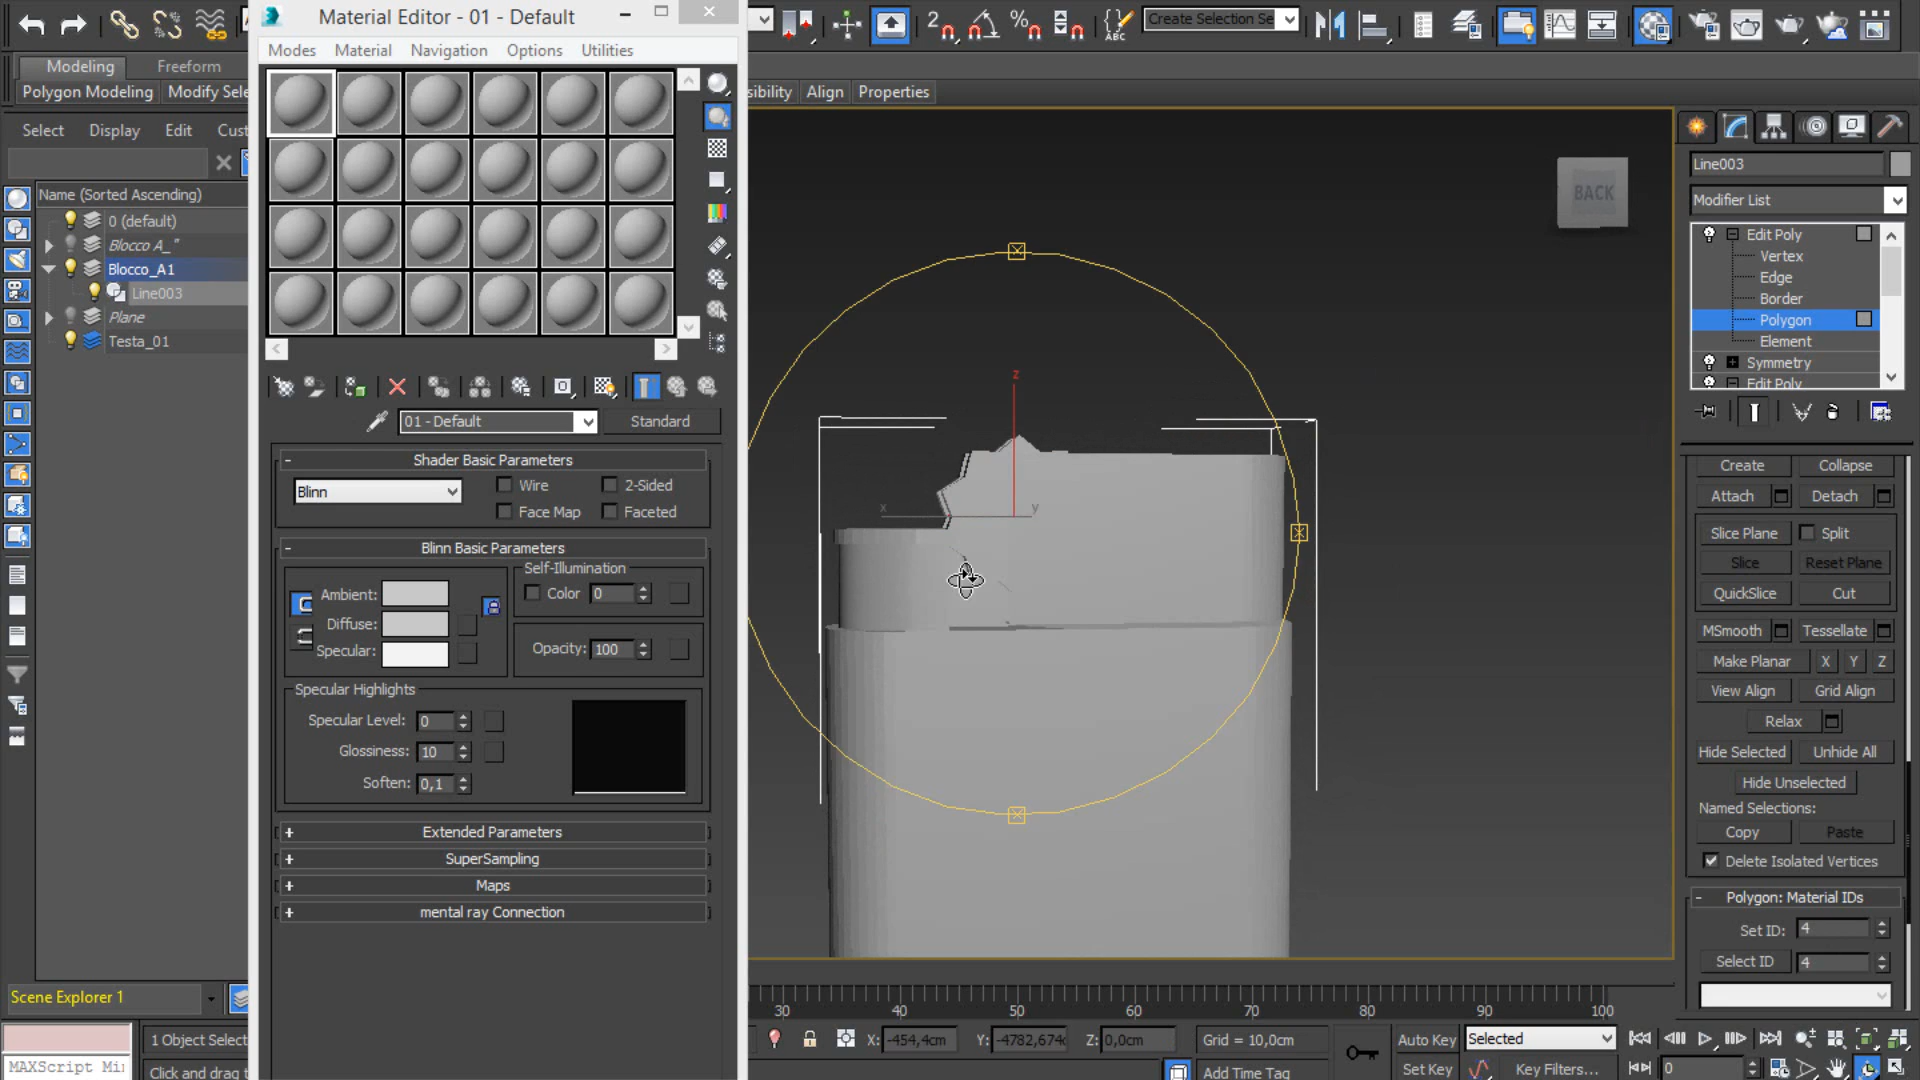 Material Editor - 01 - Default
Modes Material Navigation Options Utilities
Create Selection Se
Modeling Freeform
Polygon Modeling Modify Sele
sibility Align Properties
Select Display Edit Cust
Name (Sorted Ascending)
0 (default)
Blocco A_"
Blocco_A1
Line003
Plane
Testa_01
01 - Default
Standard
- Shader Basic Parameters
Blinn
Wire 2-Sided
Face Map Faceted
- Blinn Basic Parameters
Self-Illumination
Ambient:
Color 0
Diffuse:
Specular:
Opacity: 100
Specular Highlights
Specular Level: 0
Glossiness: 10
Soften: 0,1
+ Extended Parameters
+ SuperSampling
+ Maps
+ mental ray Connection
BACK
z
x y
Line003
Modifier List
Edit Poly
Vertex
Edge
Border
Polygon
Element
Symmetry
Edit Poly
Create Collapse
Attach Detach
Slice Plane Split
Slice Reset Plane
QuickSlice Cut
MSmooth Tessellate
Make Planar X Y Z
View Align Grid Align
Relax
Hide Selected Unhide All
Hide Unselected
Named Selections:
Copy Paste
Delete Isolated Vertices
- Polygon: Material IDs
Set ID: 4
Select ID 4
Scene Explorer 1
30 40 50 60 70 80 90 100
1 Object Select
X: -454,4cm Y: -4782,674c Z: 0,0cm
Grid = 10,0cm
Auto Key Selected
MAXScript Mi
Click and drag t
Add Time Tag
Set Key Key Filters...
0